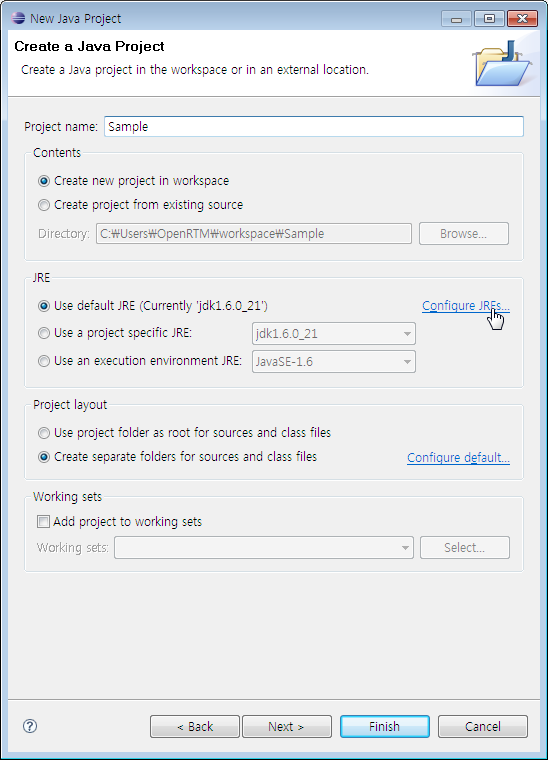 New Java Project
Create a Java Project
Create a Java project in the workspace or in an external location.
Project name: Sample
Contents
Create new project in workspace
Create project from existing source
Directory: C:₩Users₩OpenRTM₩workspace₩Sample Browse...
JRE
Use default JRE (Currently 'jdk1.6.0_21') Configure JREs...
Use a project specific JRE: jdk1.6.0_21
Use an execution environment JRE: JavaSE-1.6
Project layout
Use project folder as root for sources and class files
Create separate folders for sources and class files Configure default...
Working sets
Add project to working sets
Working sets: Select...
? < Back Next > Finish Cancel